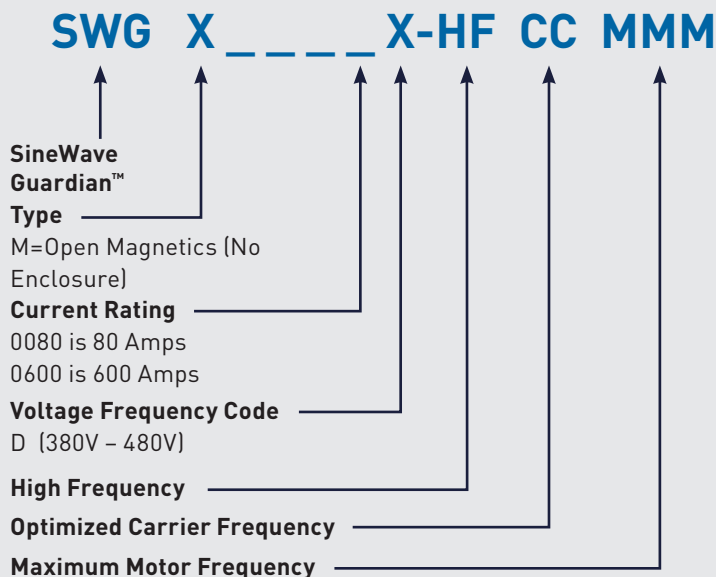 SWG X_ _ _ _ X-HF CC MMM
SineWave
Guardian™
Type
M=Open Magnetics (No
Enclosure)
Current Rating
0080 is 80 Amps
0600 is 600 Amps
Voltage Frequency Code
D (380V – 480V)
High Frequency
Optimized Carrier Frequency
Maximum Motor Frequency